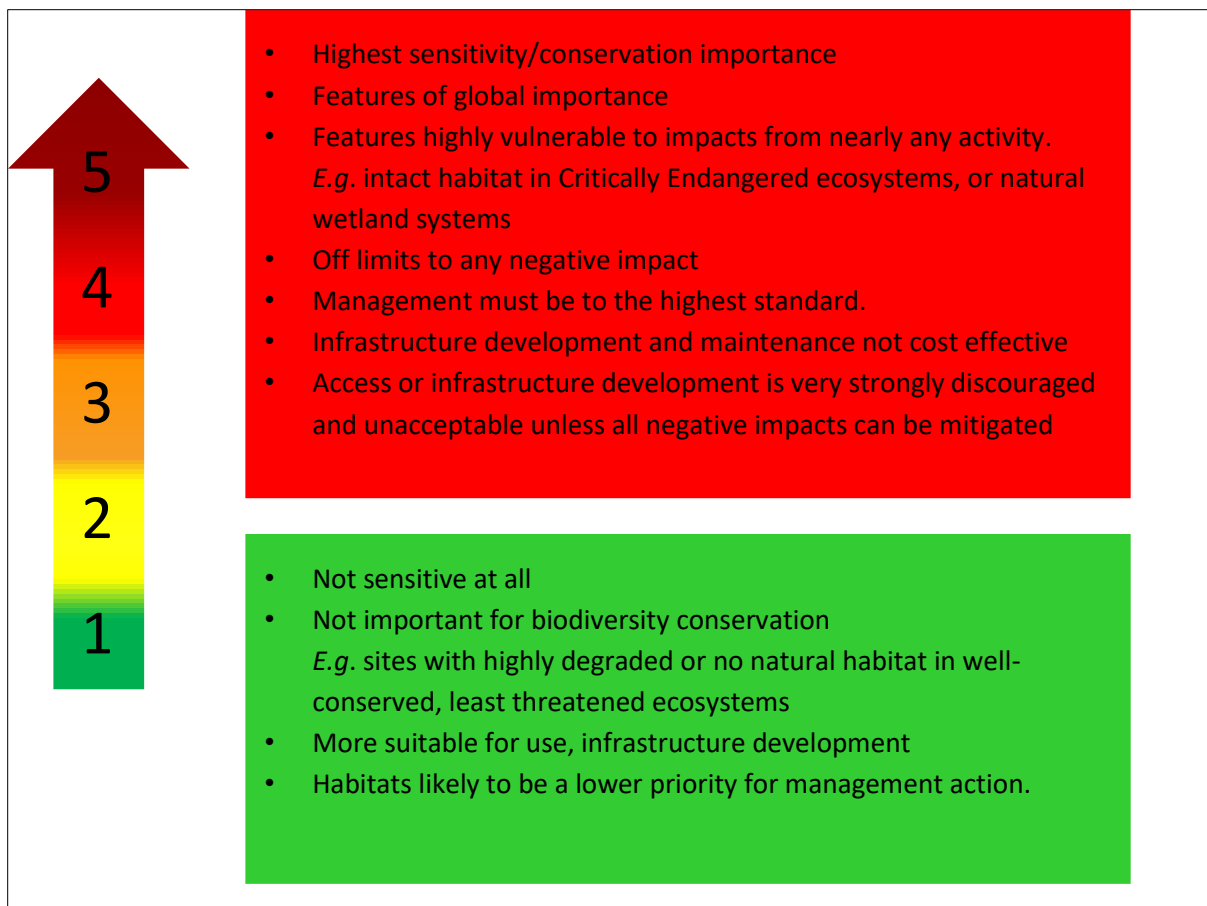 5
4
3
2
1
• Highest sensitivity/conservation importance
• Features of global importance
• Features highly vulnerable to impacts from nearly any activity.
E.g. intact habitat in Critically Endangered ecosystems, or natural
wetland systems
• Off limits to any negative impact
• Management must be to the highest standard.
• Infrastructure development and maintenance not cost effective
• Access or infrastructure development is very strongly discouraged
and unacceptable unless all negative impacts can be mitigated
• Not sensitive at all
• Not important for biodiversity conservation
E.g. sites with highly degraded or no natural habitat in well-
conserved, least threatened ecosystems
• More suitable for use, infrastructure development
• Habitats likely to be a lower priority for management action.